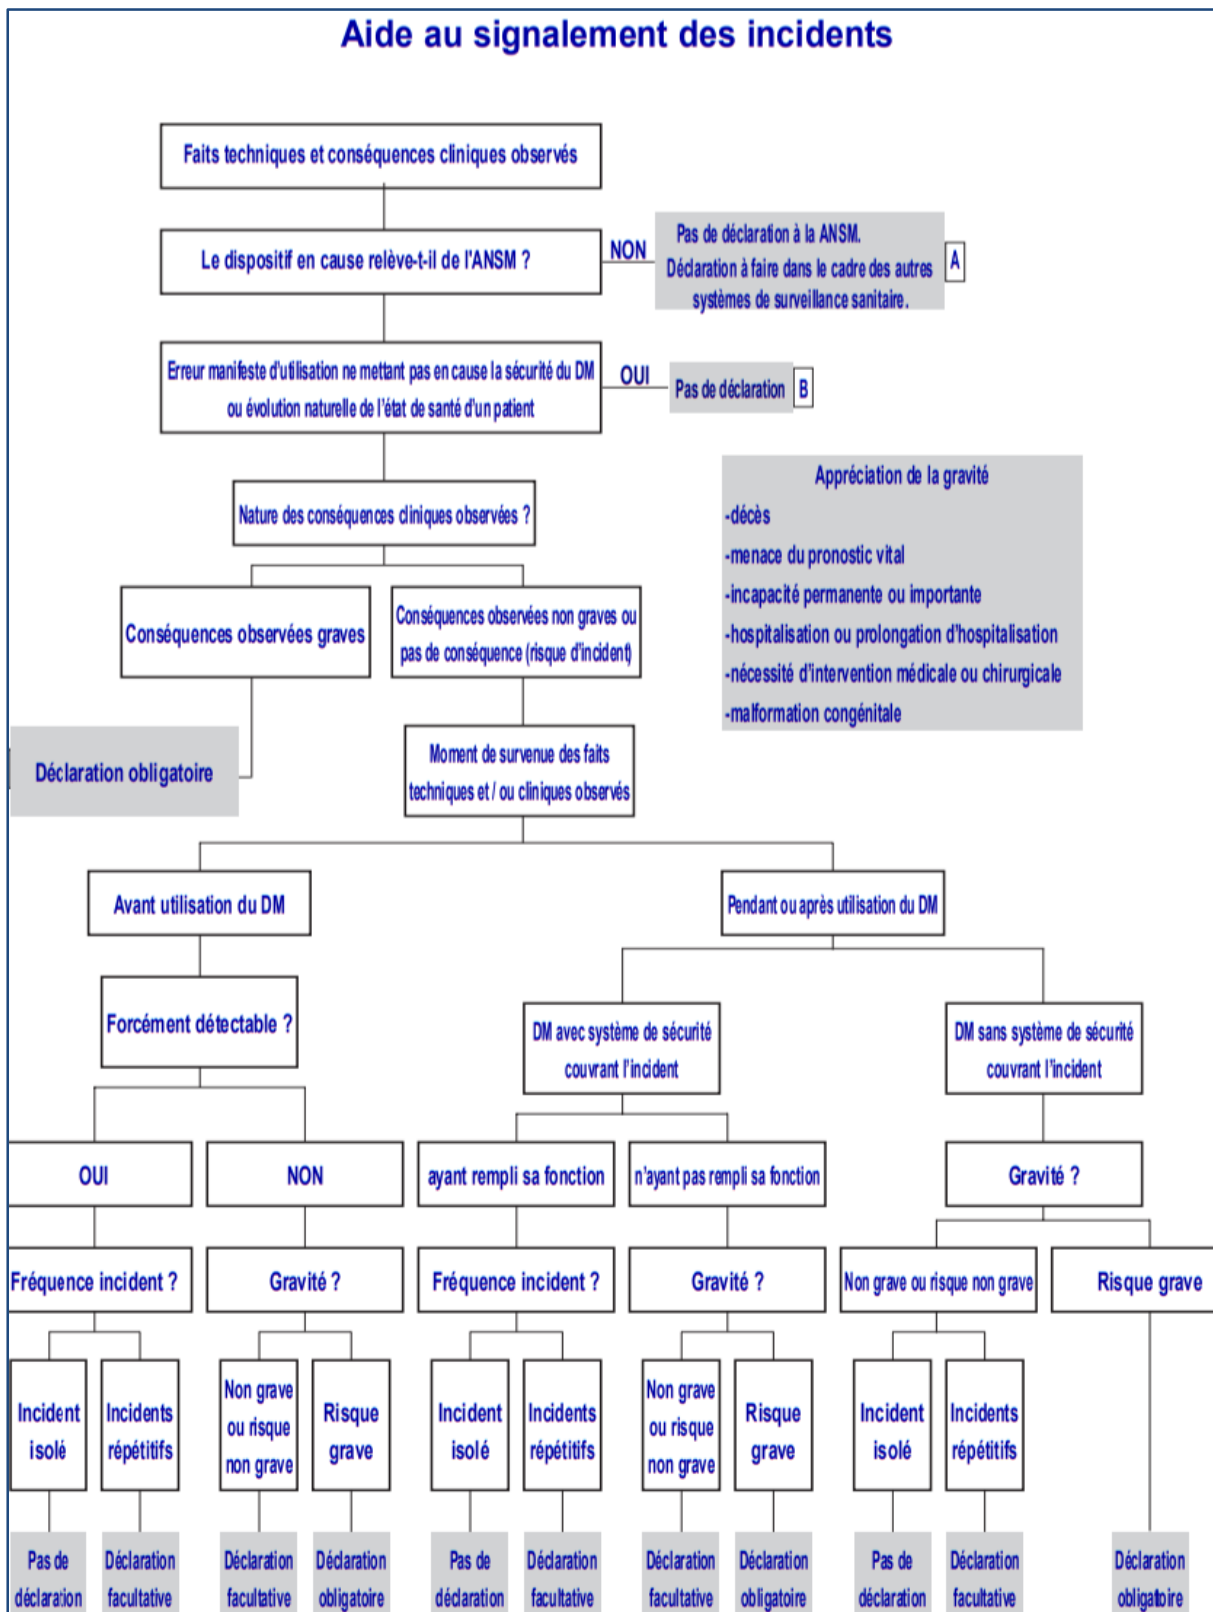 Aide au signalement des incidents
Faits techniques et conséquences cliniques observés
Le dispositif en cause relève-t-il de l'ANSM ?
NON
Pas de déclaration à la ANSM.
Déclaration à faire dans le cadre des autres
systèmes de surveillance sanitaire.
A
Erreur manifeste d'utilisation ne mettant pas en cause la sécurité du DM
ou évolution naturelle de l'état de santé d'un patient
OUI
Pas de déclaration
B
Appréciation de la gravité
-décès
-menace du pronostic vital
-incapacité permanente ou importante
-hospitalisation ou prolongation d'hospitalisation
-nécessité d'intervention médicale ou chirurgicale
-malformation congénitale
Nature des conséquences cliniques observées ?
Conséquences observées graves
Conséquences observées non graves ou
pas de conséquence (risque d'incident)
Déclaration obligatoire
Moment de survenue des faits
techniques et / ou cliniques observés
Avant utilisation du DM
Pendant ou après utilisation du DM
Forcément détectable ?
DM avec système de sécurité
couvrant l'incident
DM sans système de sécurité
couvrant l'incident
OUI
NON
ayant rempli sa fonction
n'ayant pas rempli sa fonction
Gravité ?
Fréquence incident ?
Gravité ?
Fréquence incident ?
Gravité ?
Non grave ou risque non grave
Risque grave
Incident
isolé
Incidents
répétitifs
Non grave
ou risque
non grave
Risque
grave
Incident
isolé
Incidents
répétitifs
Non grave
ou risque
non grave
Risque
grave
Incident
isolé
Incidents
répétitifs
Pas de
déclaration
Déclaration
facultative
Déclaration
facultative
Déclaration
obligatoire
Pas de
déclaration
Déclaration
facultative
Déclaration
facultative
Déclaration
obligatoire
Pas de
déclaration
Déclaration
facultative
Déclaration
obligatoire